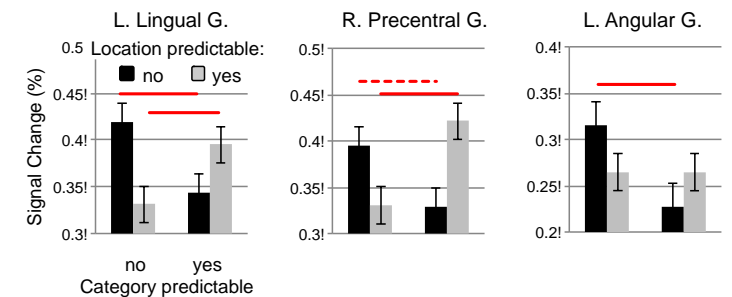 L. Lingual G.
R. Precentral G.
L. Angular G.
Location predictable:
no yes
Signal Change (%)
0.5
0.45!
0.4!
0.35!
0.3!
0.5!
0.45!
0.4!
0.35!
0.3!
0.4!
0.35!
0.3!
0.25!
0.2!
no yes
Category predictable